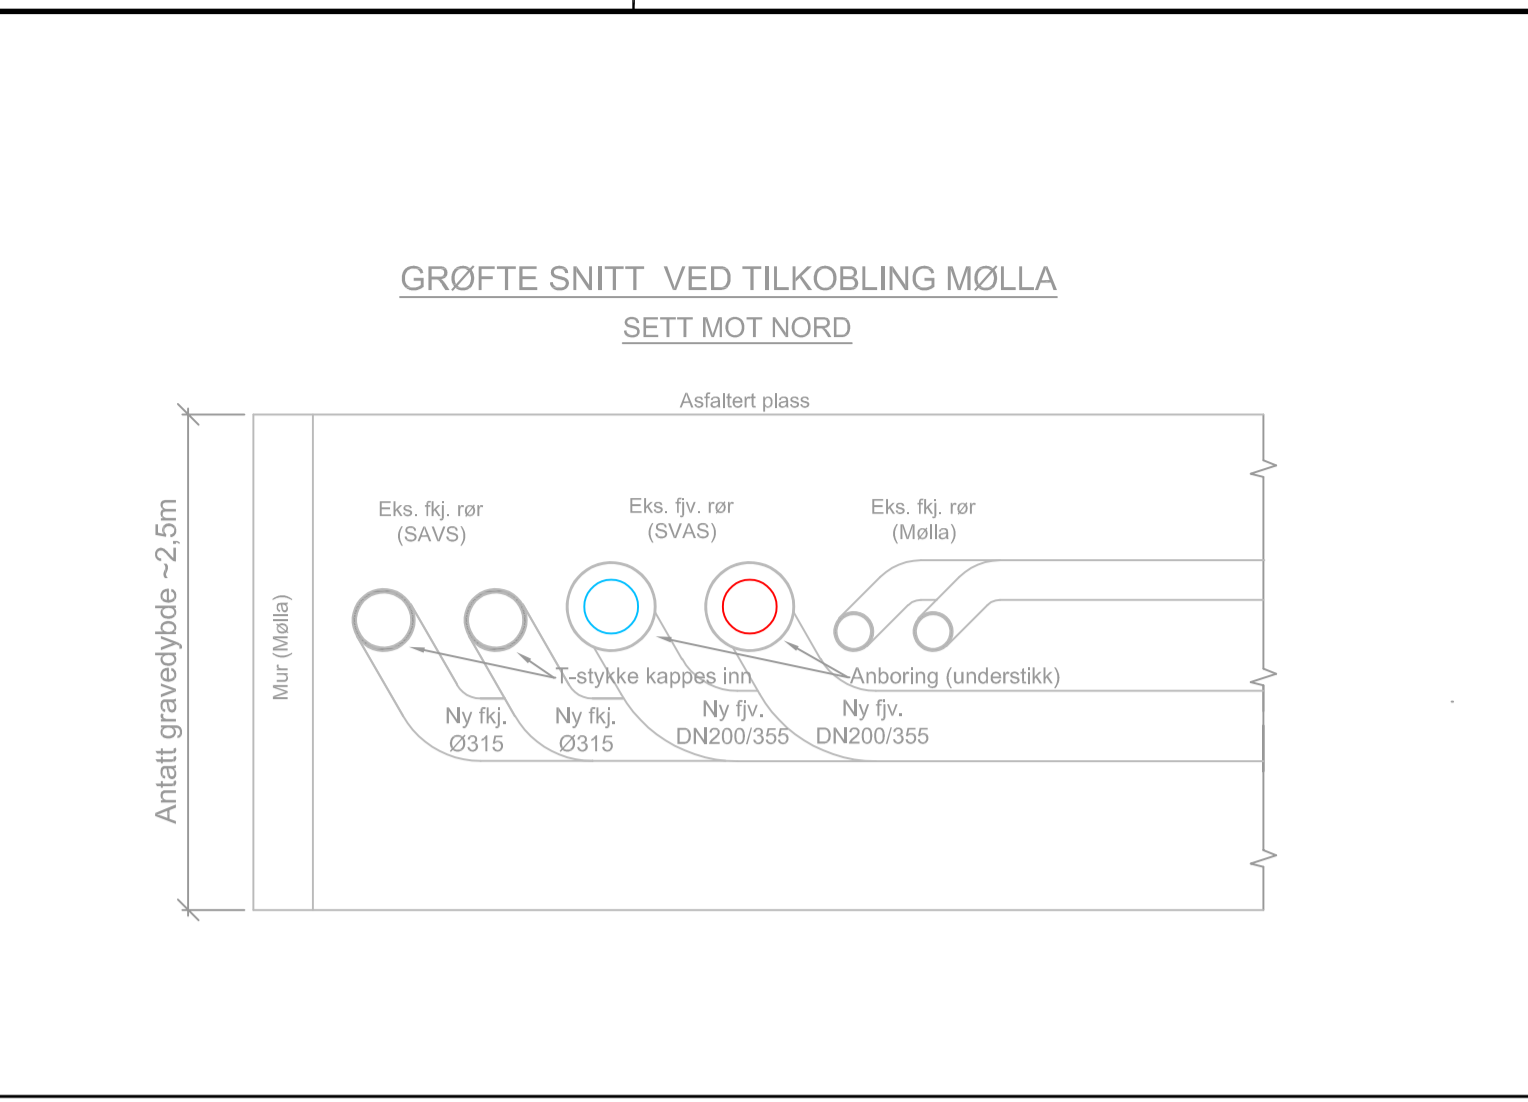 GRØFTE SNITT VED TILKOBLING MØLLA
SETT MOT NORD
Asfaltert plass
Antatt gravedybde ~2,5m
Mur (Mølla)
Eks. fkj. rør
(SAVS)
Eks. fjv. rør
(SVAS)
Eks. fkj. rør
(Mølla)
T-stykke kappes inn
Anboring (understikk)
Ny fkj.
Ø315
Ny fkj.
Ø315
Ny fjv.
DN200/355
Ny fjv.
DN200/355